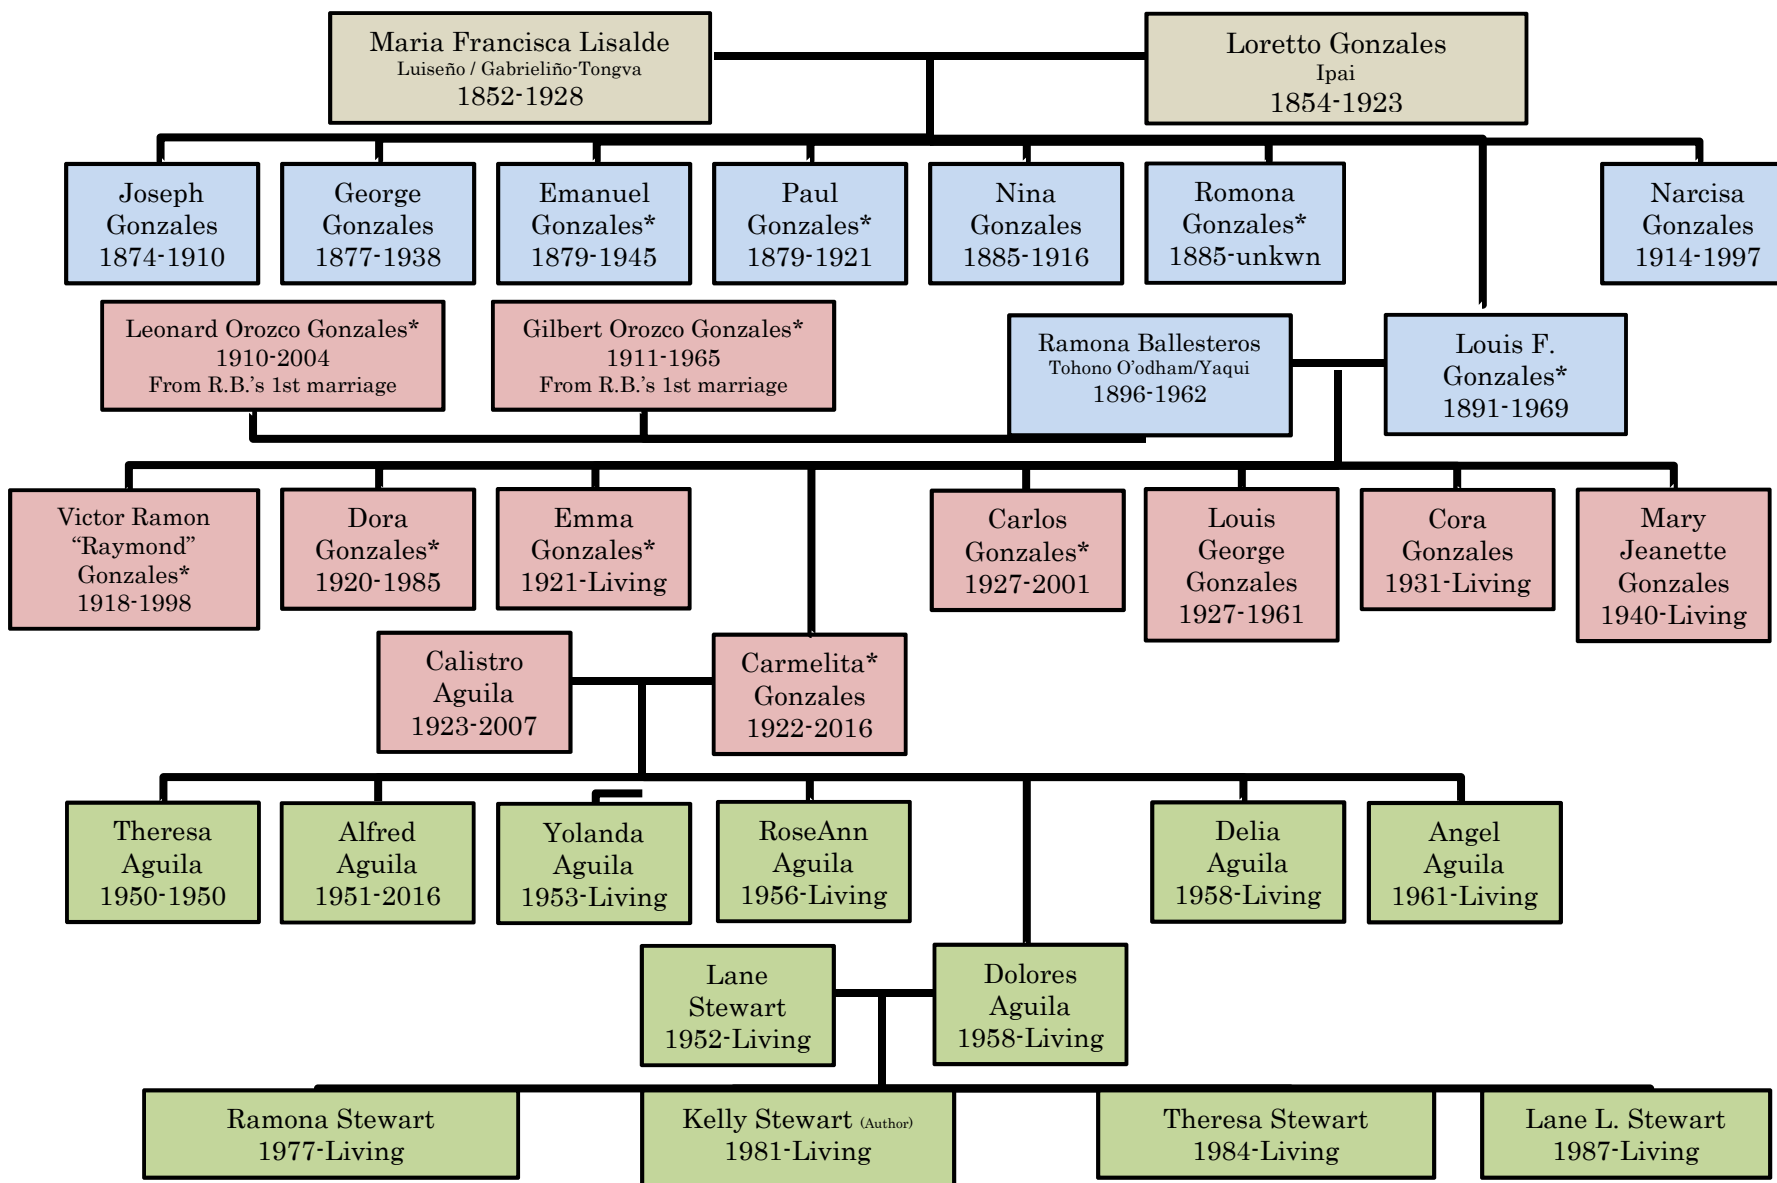 Maria Francisca Lisalde
Luiseño / Gabrieliño-Tongva
1852-1928
Loretto Gonzales
Ipai
1854-1923
Joseph
Gonzales
1874-1910
George
Gonzales
1877-1938
Emanuel
Gonzales*
1879-1945
Paul
Gonzales*
1879-1921
Nina
Gonzales
1885-1916
Romona
Gonzales*
1885-unkwn
Narcisa
Gonzales
1914-1997
Leonard Orozco Gonzales*
1910-2004
From R.B.’s 1st marriage
Gilbert Orozco Gonzales*
1911-1965
From R.B.’s 1st marriage
Ramona Ballesteros
Tohono O’odham/Yaqui
1896-1962
Louis F.
Gonzales*
1891-1969
Victor Ramon
“Raymond”
Gonzales*
1918-1998
Dora
Gonzales*
1920-1985
Emma
Gonzales*
1921-Living
Carlos
Gonzales*
1927-2001
Louis
George
Gonzales
1927-1961
Cora
Gonzales
1931-Living
Mary
Jeanette
Gonzales
1940-Living
Calistro
Aguila
1923-2007
Carmelita*
Gonzales
1922-2016
Theresa
Aguila
1950-1950
Alfred
Aguila
1951-2016
Yolanda
Aguila
1953-Living
RoseAnn
Aguila
1956-Living
Delia
Aguila
1958-Living
Angel
Aguila
1961-Living
Lane
Stewart
1952-Living
Dolores
Aguila
1958-Living
Ramona Stewart
1977-Living
Kelly Stewart (Author)
1981-Living
Theresa Stewart
1984-Living
Lane L. Stewart
1987-Living